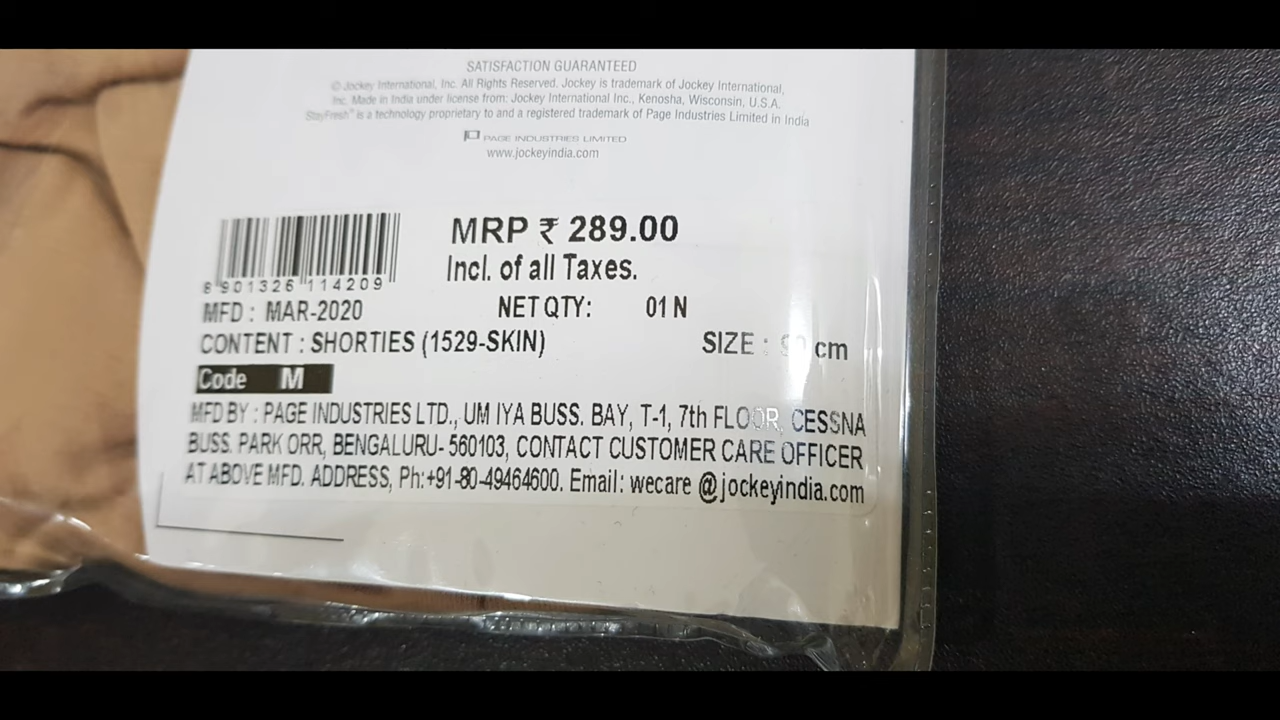 SATISFACTION GUARANTEED
© Jockey International, Inc. All Rights Reserved. Jockey is trademark of Jockey International,
Inc. Made in India under license from: Jockey International Inc., Kenosha, Wisconsin, U.S.A.
StayFresh™ is a technology proprietary to and a registered trademark of Page Industries Limited in India
PAGE INDUSTRIES LIMITED
www.jockeyindia.com
MRP ₹ 289.00
Incl. of all Taxes.
8 901326 114209
MFD : MAR-2020 NET QTY: 01 N
CONTENT : SHORTIES (1529-SKIN) SIZE : cm
Code M
MFD BY : PAGE INDUSTRIES LTD., UM IYA BUSS. BAY, T-1, 7th FLOOR, CESSNA
BUSS. PARK ORR, BENGALURU- 560103, CONTACT CUSTOMER CARE OFFICER
AT ABOVE MFD. ADDRESS, Ph:+91-80-49464600. Email: wecare @jockeyindia.com